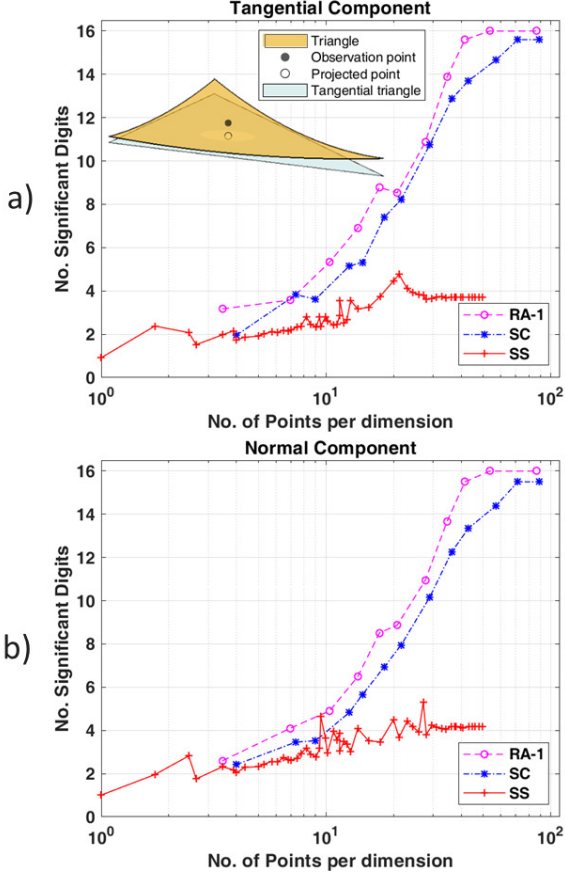 a)
Tangential Component
Triangle
Observation point
Projected point
Tangential triangle
No. Significant Digits
16
14
12
10
8
6
4
2
0
RA-1
SC
SS
10^0
10^1
10^2
No. of Points per dimension
b)
Normal Component
No. Significant Digits
16
14
12
10
8
6
4
2
0
RA-1
SC
SS
10^0
10^1
10^2
No. of Points per dimension